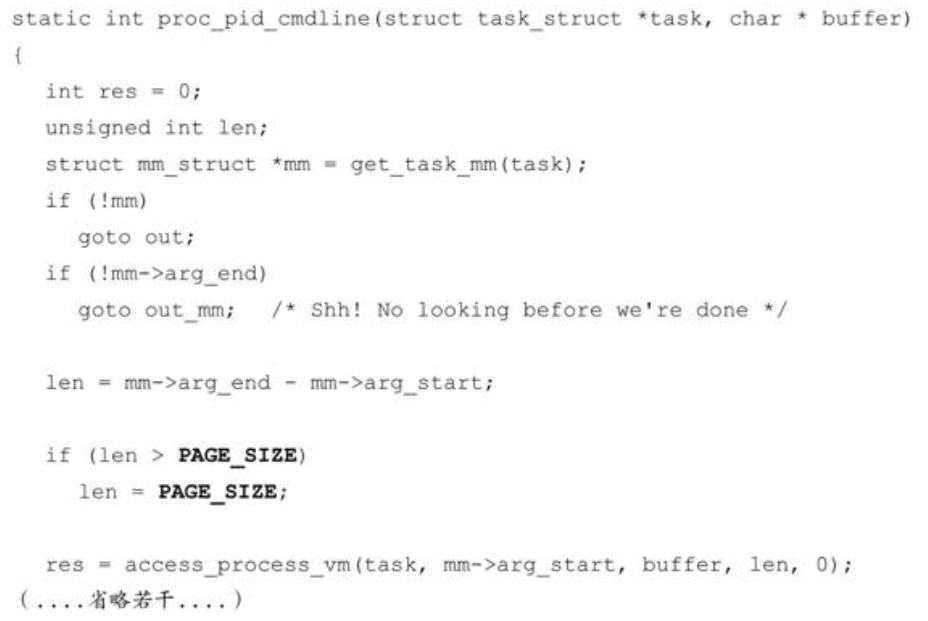 static int proc_pid_cmdline(struct task_struct *task, char * buffer)
{
int res = 0;
unsigned int len;
struct mm_struct *mm = get_task_mm(task);
if (!mm)
goto out;
if (!mm->arg_end)
goto out_mm; /* Shh! No looking before we're done */
len = mm->arg_end - mm->arg_start;
if (len > PAGE_SIZE)
len = PAGE_SIZE;
res = access_process_vm(task, mm->arg_start, buffer, len, 0);
(....省略若干....)